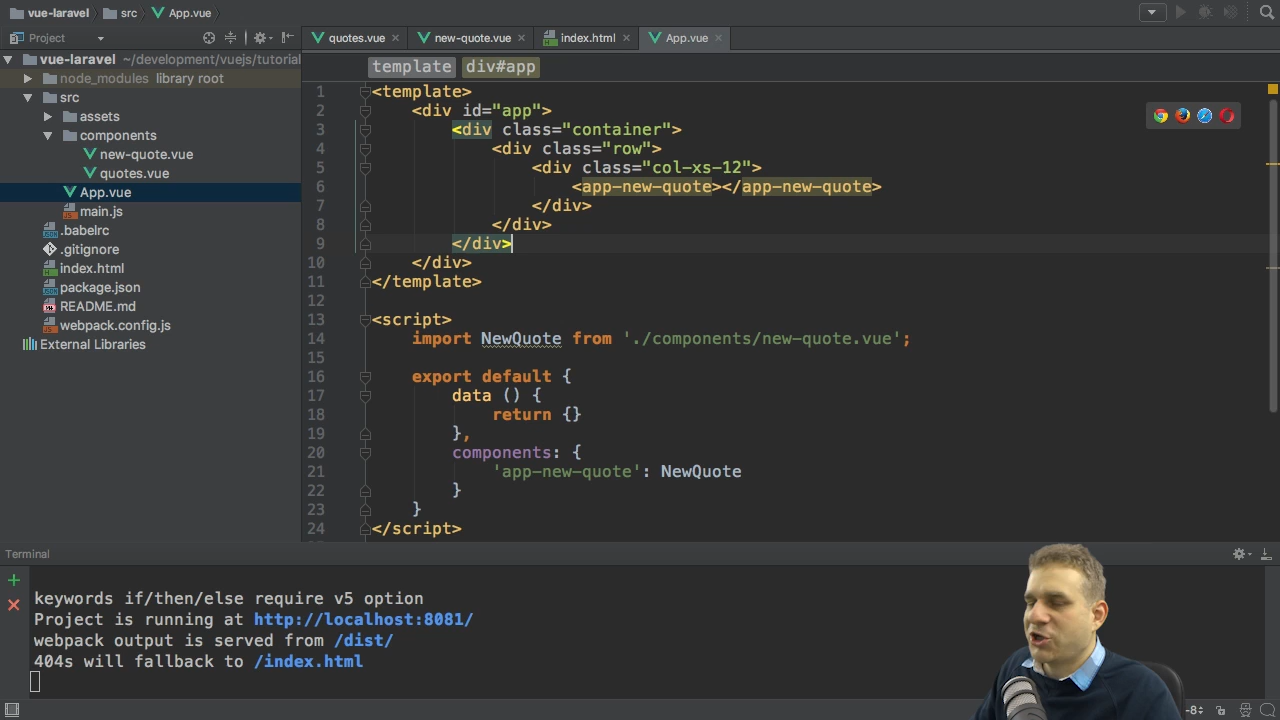 vue-laravel src App.vue
Project
quotes.vue new-quote.vue index.html App.vue
vue-laravel ~/development/vuejs/tutorial
node_modules library root
src
assets
components
new-quote.vue
quotes.vue
App.vue
main.js
.babelrc
.gitignore
index.html
package.json
README.md
webpack.config.js
External Libraries
template div#app
1 <template>
2 <div id="app">
3 <div class="container">
4 <div class="row">
5 <div class="col-xs-12">
6 <app-new-quote></app-new-quote>
7 </div>
8 </div>
9 </div>
10 </div>
11 </template>
12
13 <script>
14 import NewQuote from './components/new-quote.vue';
15
16 export default {
17 data () {
18 return {}
19 },
20 components: {
21 'app-new-quote': NewQuote
22 }
23 }
24 </script>
Terminal
keywords if/then/else require v5 option
Project is running at http://localhost:8081/
webpack output is served from /dist/
404s will fallback to /index.html
-8